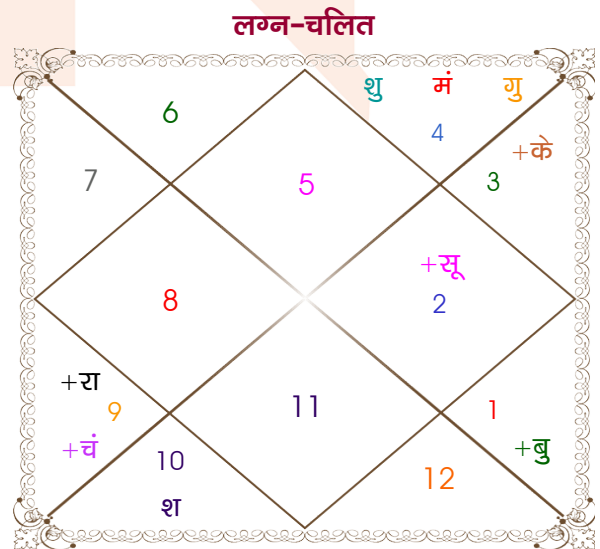 लग्न-चलित
शु मं गु
6 4
+के
7 5 3
+सू
8 2
+रा
9 11 1
+चं +बु
10 12
श